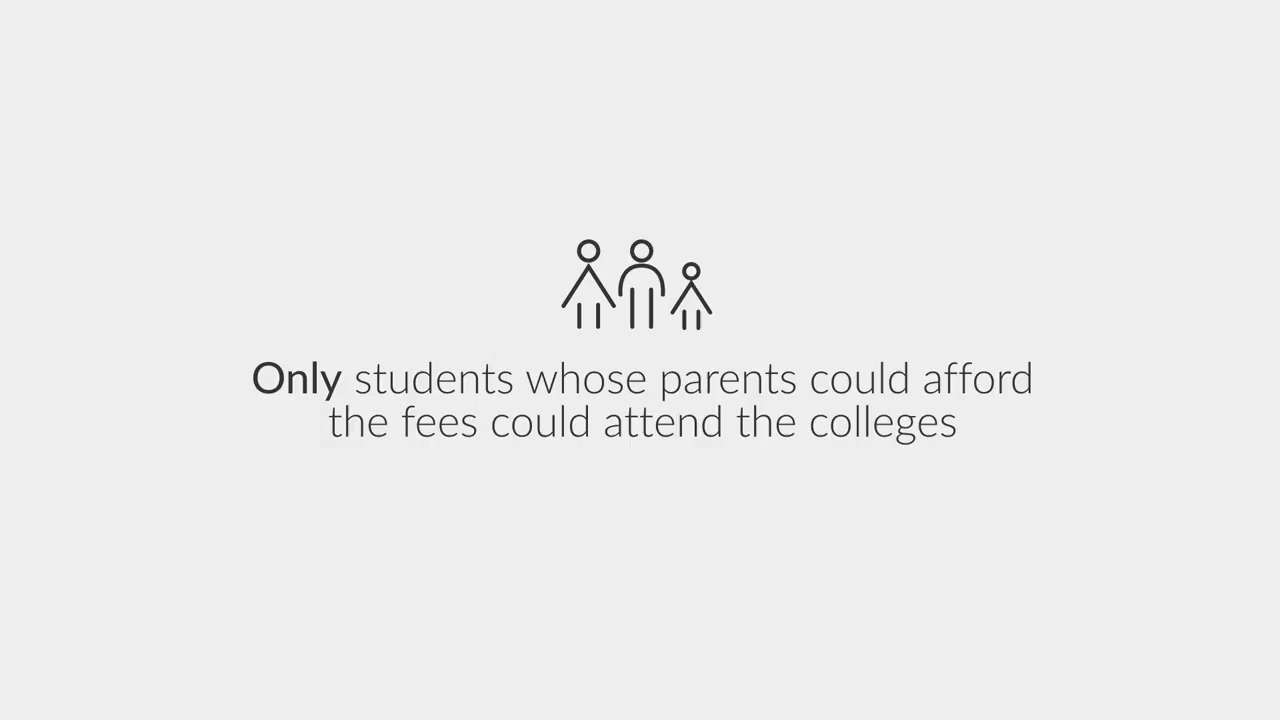 Only students whose parents could afford
the fees could attend the colleges